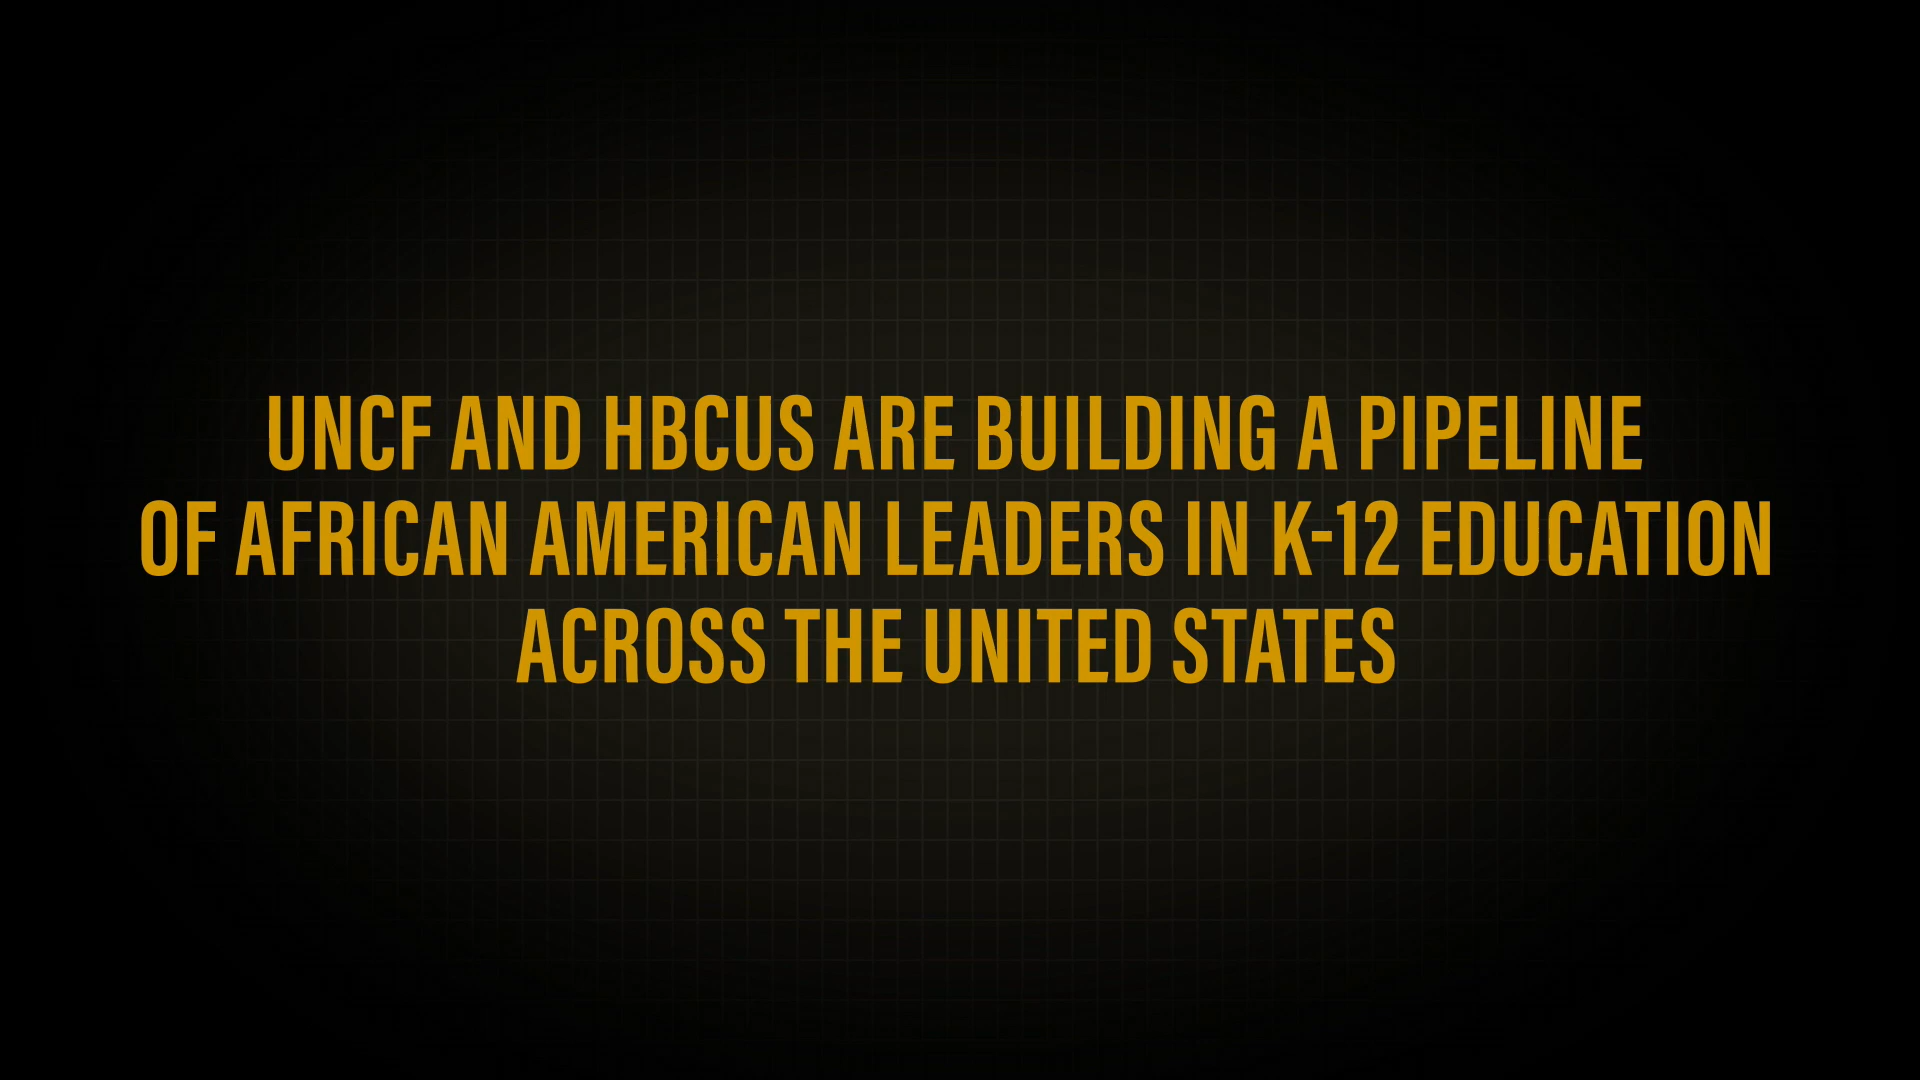 UNCF AND HBCUS ARE BUILDING A PIPELINE
OF AFRICAN AMERICAN LEADERS IN K-12 EDUCATION
ACROSS THE UNITED STATES